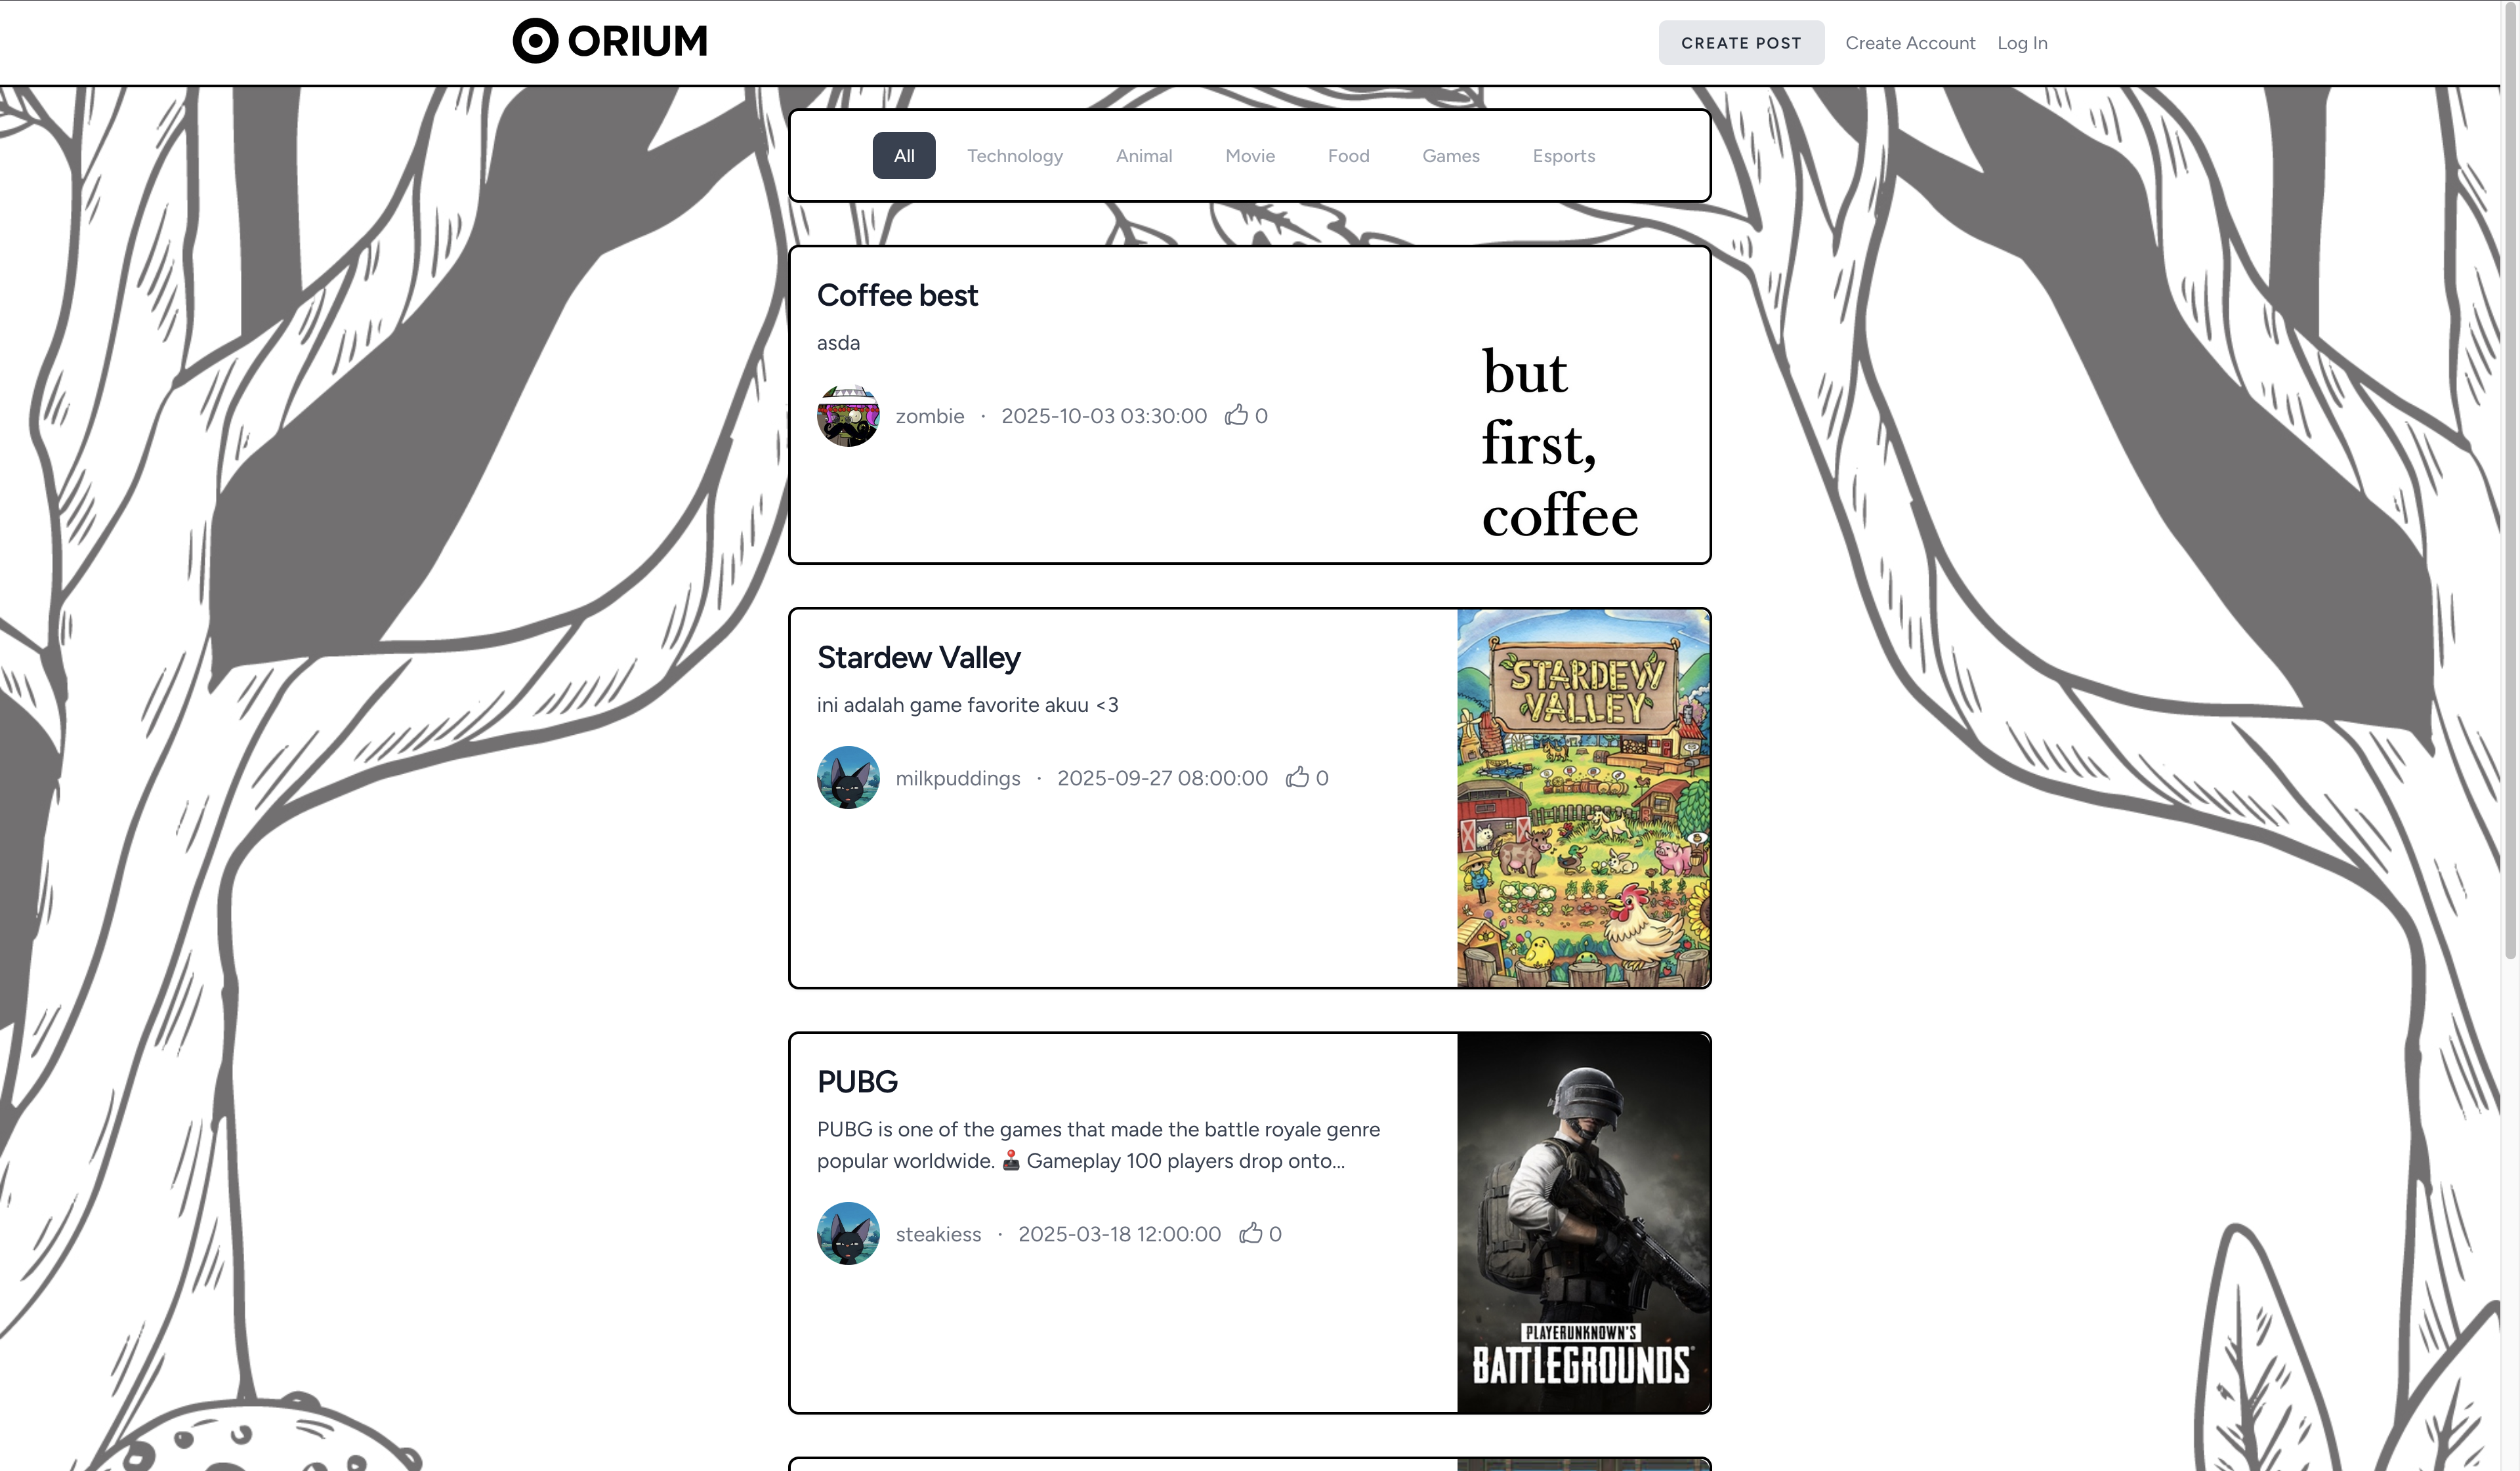 ORIUM
CREATE POST
Create Account
Log In
All
Technology
Animal
Movie
Food
Games
Esports
Coffee best
asda
zombie · 2025-10-03 03:30:00 0
but
first,
coffee
Stardew Valley
ini adalah game favorite akuu <3
milkpuddings · 2025-09-27 08:00:00 0
STARDEW
VALLEY
PUBG
PUBG is one of the games that made the battle royale genre
popular worldwide. 🕹️ Gameplay 100 players drop onto...
steakiess · 2025-03-18 12:00:00 0
PLAYERUNKNOWN'S
BATTLEGROUNDS